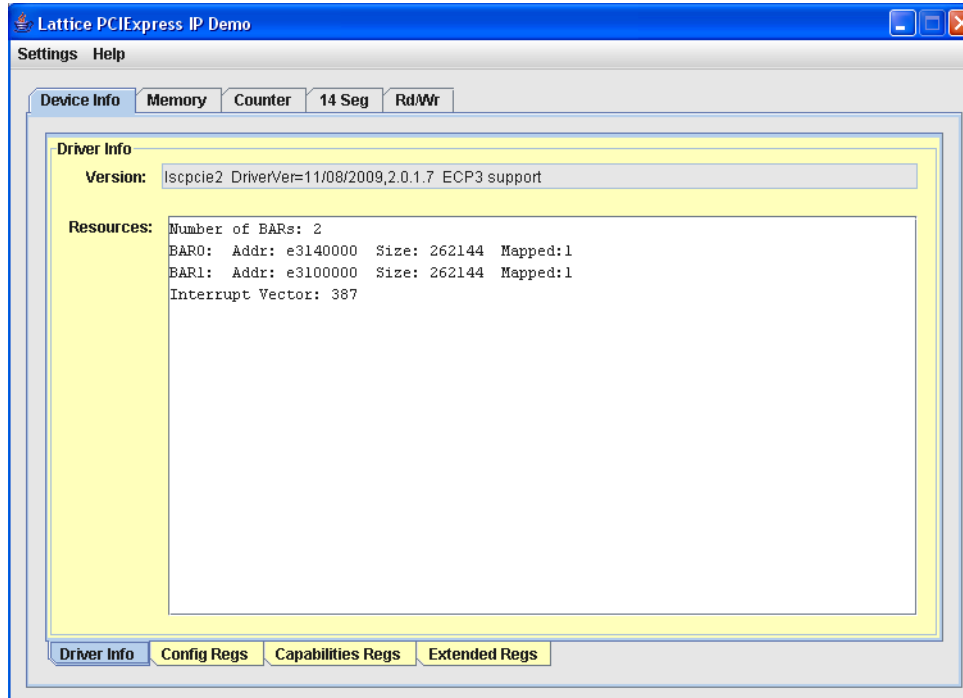 Lattice PCIExpress IP Demo
Settings Help
Device Info Memory Counter 14 Seg Rd/Wr
Driver Info
Version: lscpcie2 DriverVer=11/08/2009,2.0.1.7 ECP3 support
Resources: Number of BARs: 2
BAR0: Addr: e3140000 Size: 262144 Mapped:1
BAR1: Addr: e3100000 Size: 262144 Mapped:1
Interrupt Vector: 387
Driver Info Config Regs Capabilities Regs Extended Regs